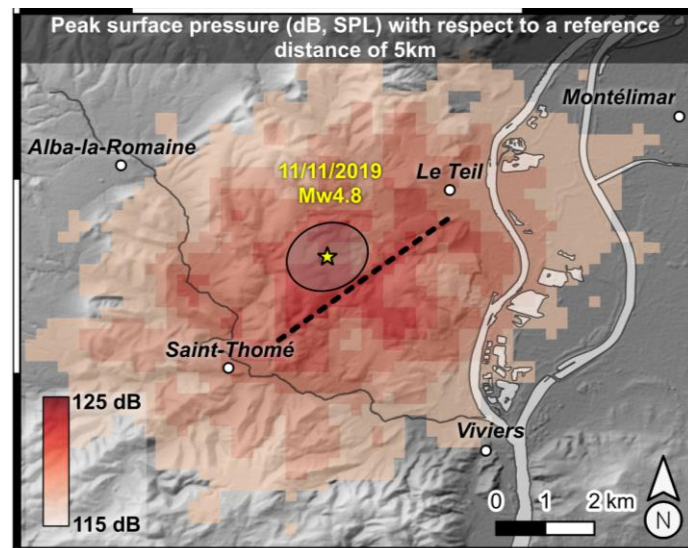 Peak surface pressure (dB, SPL) with respect to a reference
distance of 5km
Montélimar
Alba-la-Romaine
11/11/2019
Mw4.8
Le Teil
Saint-Thomé
125 dB
115 dB
Viviers
0 1 2 km
N